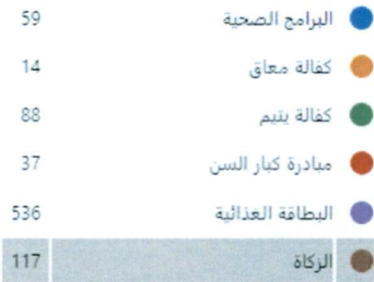 البرامج الصحية 59
كفالة معاق 14
كفالة يتيم 88
مبادرة كبار السن 37
البطاقة الغذائية 536
الزكاة 117